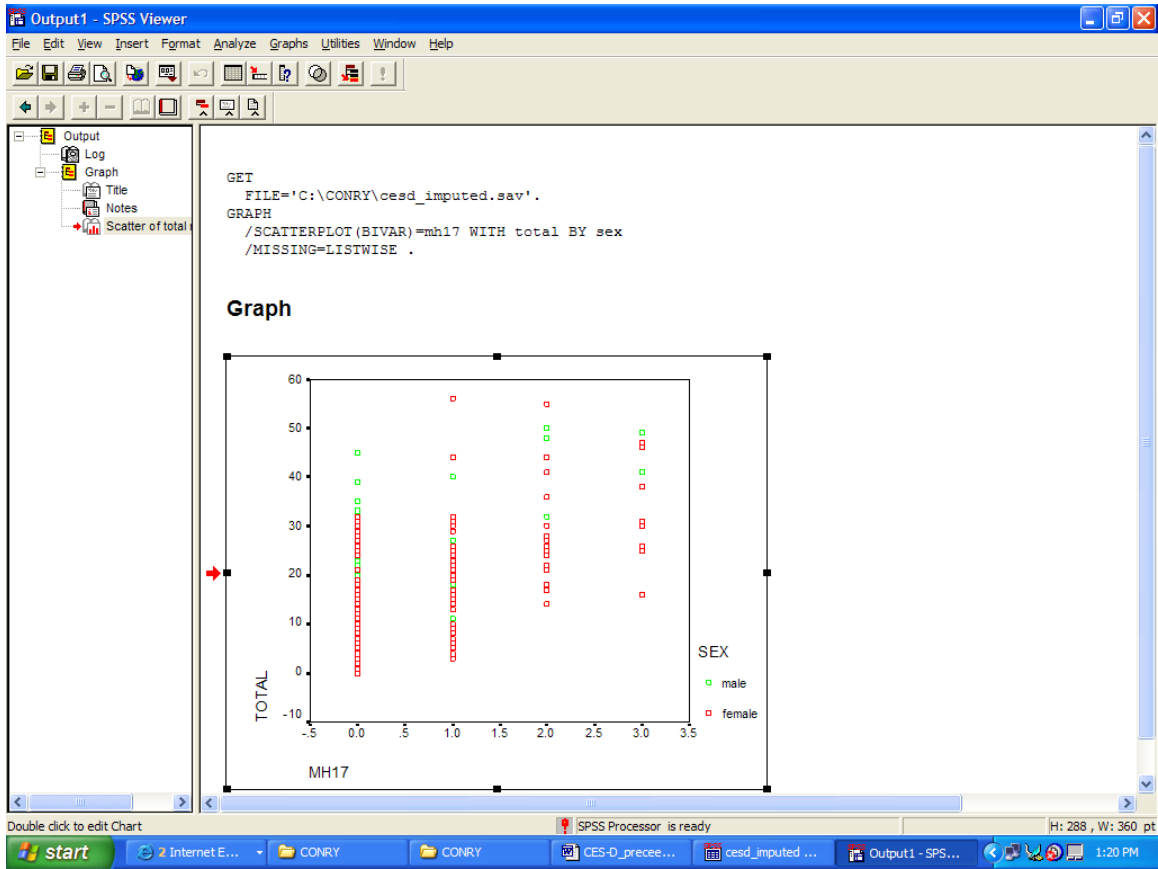 Output1 - SPSS Viewer
File Edit View Insert Format Analyze Graphs Utilities Window Help
Output
Log
Graph
Title
Notes
Scatter of total
GET
FILE='C:\CONRY\cesd_imputed.sav'.
GRAPH
/SCATTERPLOT(BIVAR)=mh17 WITH total BY sex
/MISSING=LISTWISE .
Graph
60
50
40
30
20
10
0
-10
TOTAL
-.5 0.0 .5 1.0 1.5 2.0 2.5 3.0 3.5
MH17
SEX
male
female
Double click to edit Chart
SPSS Processor is ready
H: 288 , W: 360 pt
start
2 Internet E...
CONRY
CONRY
CES-D_precee...
cesd_imputed ...
Output1 - SPS...
1:20 PM